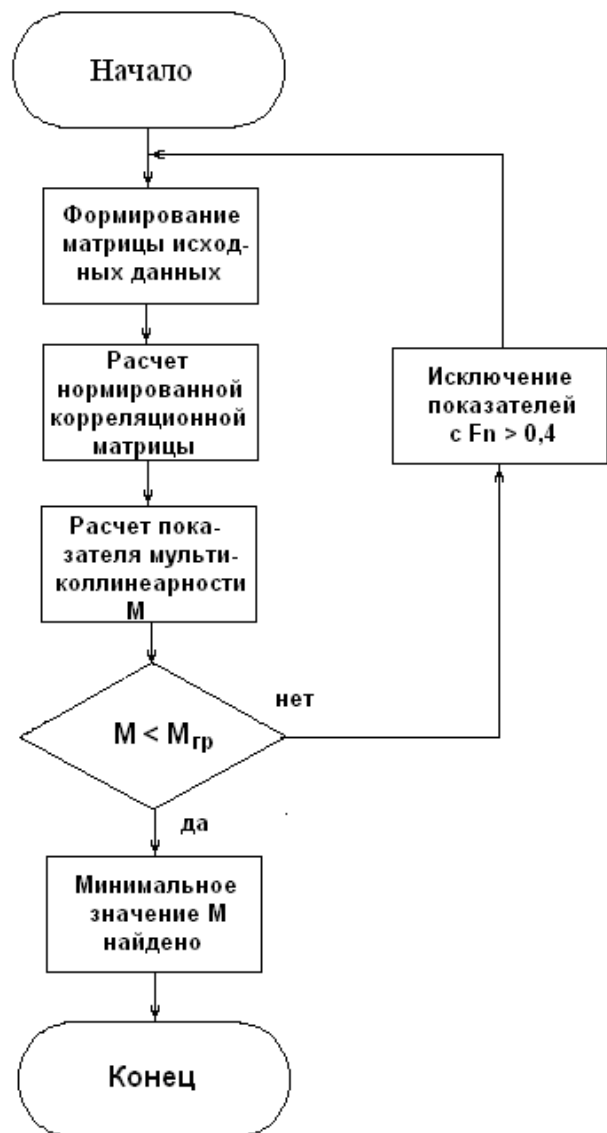 Начало
Формирование
матрицы исход-
ных данных
Расчет
нормированной
корреляционной
матрицы
Исключение
показателей
с Fn > 0,4
Расчет пока-
зателя мульти-
коллинеарности
М
М < Мгр
нет
да
Минимальное
значение М
найдено
Конец